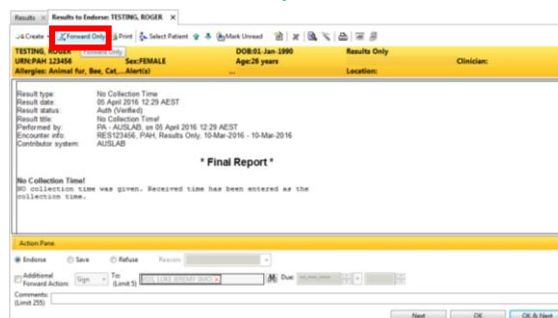 Results × Results to Endorse: TESTING, ROGER ×
Create Forward Only Print Select Patient Mark Unread
TESTING, ROGER Forward Only DOB:01-Jan-1990 Results Only
URN:PAH 123456 Sex:FEMALE Age:26 years Clinician:
Allergies: Animal fur, Bee, Cat,...Alert(s) ... Location:
Result type: No Collection Time
Result date: 05 April 2016 12:29 AEST
Result status: Auth (Verified)
Result title: No Collection Time!
Performed by: PA - AUSLAB, on 05 April 2016 12:29 AEST
Encounter info: RES123456, PAH, Results Only, 10-Mar-2016 - 10-Mar-2016
Contributor system: AUSLAB
* Final Report *
No Collection Time!
NO collection time was given. Received time has been entered as the
collection time.
Action Pane
Endorse Save Refuse Reason:
Additional Forward Action: Sign To: (Limit 5) Due:
Comments:
(Limit 255)
Next OK OK & Next